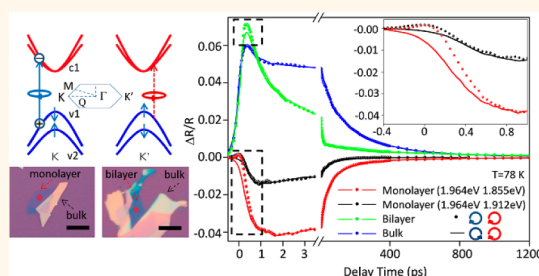 c1
M
K
Γ
K'
Q
v1
K
v2
K'
monolayer
bulk
bilayer
bulk
ΔR/R
0.06
0.04
0.02
0.00
-0.02
-0.04
0 1 2 3 4 400 800 1200
Delay Time (ps)
0.00
-0.01
-0.02
-0.03
-0.04
-0.4 0.0 0.4 0.8
T=78 K
Monolayer (1.964eV 1.855eV)
Monolayer (1.964eV 1.912eV)
Bilayer
Bulk